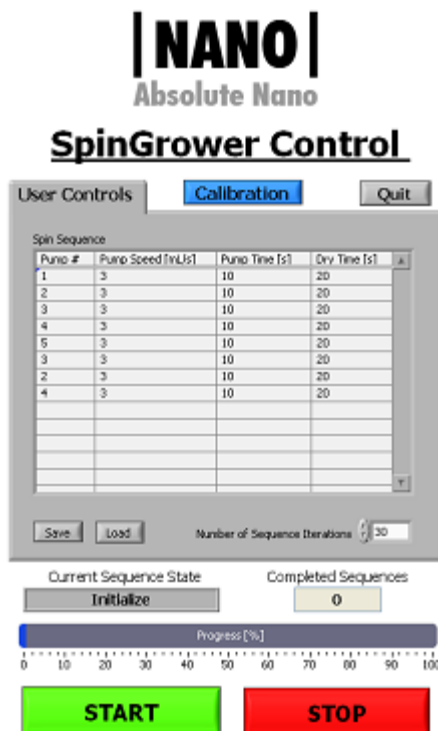 |NANO|
Absolute Nano
SpinGrower Control
User Controls Calibration Quit
Spin Sequence
Pump # Pump Speed [mL/s] Pump Time [s] Dry Time [s]
1 3 10 20
2 3 10 20
3 3 10 20
4 3 10 20
5 3 10 20
3 3 10 20
2 3 10 20
4 3 10 20
Save Load Number of Sequence Iterations 30
Current Sequence State Completed Sequences
Initialize 0
Progress [%]
0 10 20 30 40 50 60 70 80 90 100
START STOP